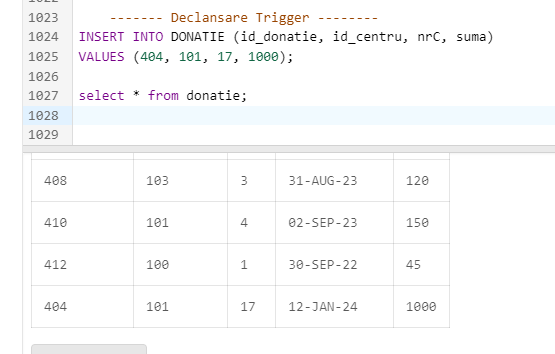 1022
1023 ------- Declansare Trigger --------
1024 INSERT INTO DONATIE (id_donatie, id_centru, nrC, suma)
1025 VALUES (404, 101, 17, 1000);
1026
1027 select * from donatie;
1028
1029
408 103 3 31-AUG-23 120
410 101 4 02-SEP-23 150
412 100 1 30-SEP-22 45
404 101 17 12-JAN-24 1000